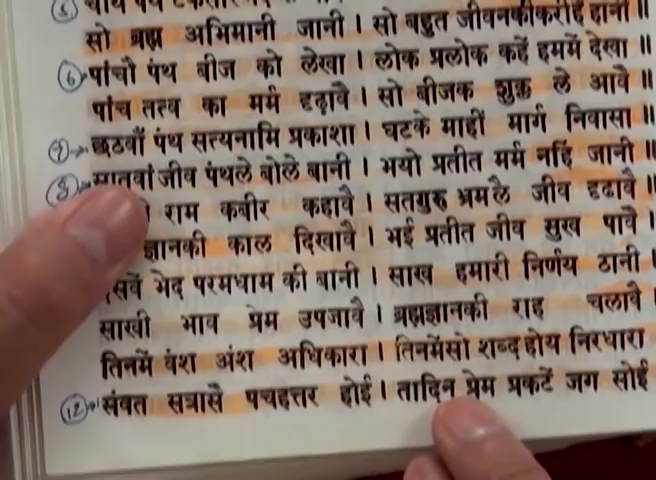 सो ब्रह्म अभिमानी जानी । सो बहुत जीवनकीकरीहै हानी ॥
6 पांचौ पंथ बीज को लेखा । लोक प्रलोक कहें हममें देखा ॥
पांच तत्व का मर्म दृढावै । सो बीजक शुक्ल ले आवै ॥
छठवाँ पंथ सत्यनामि प्रकाशा । घटके माहीं मार्ग निवासा ॥
जीव पंथले बोले बानी । भयो प्रतीत मर्म नहिं जानी ॥
राम कबीर कहावै । सतगुरु भ्रमलै जीव दृढावै ॥
ज्ञानकी काल दिखावै । भई प्रतीत जीव सुख पावै ।
भेद परमधाम की बानी । साख हमारी निर्णय ठानी ।
साखी भाव प्रेम उपजावै । ब्रह्मज्ञानकी राह चलावै ।
तिनमें वंश अंश अधिकारा । तिनमेंसो शब्द होय निरधारा
12 संवत सत्रासै पचहत्तर होई । तादिन प्रेम प्रकटें जग सोई